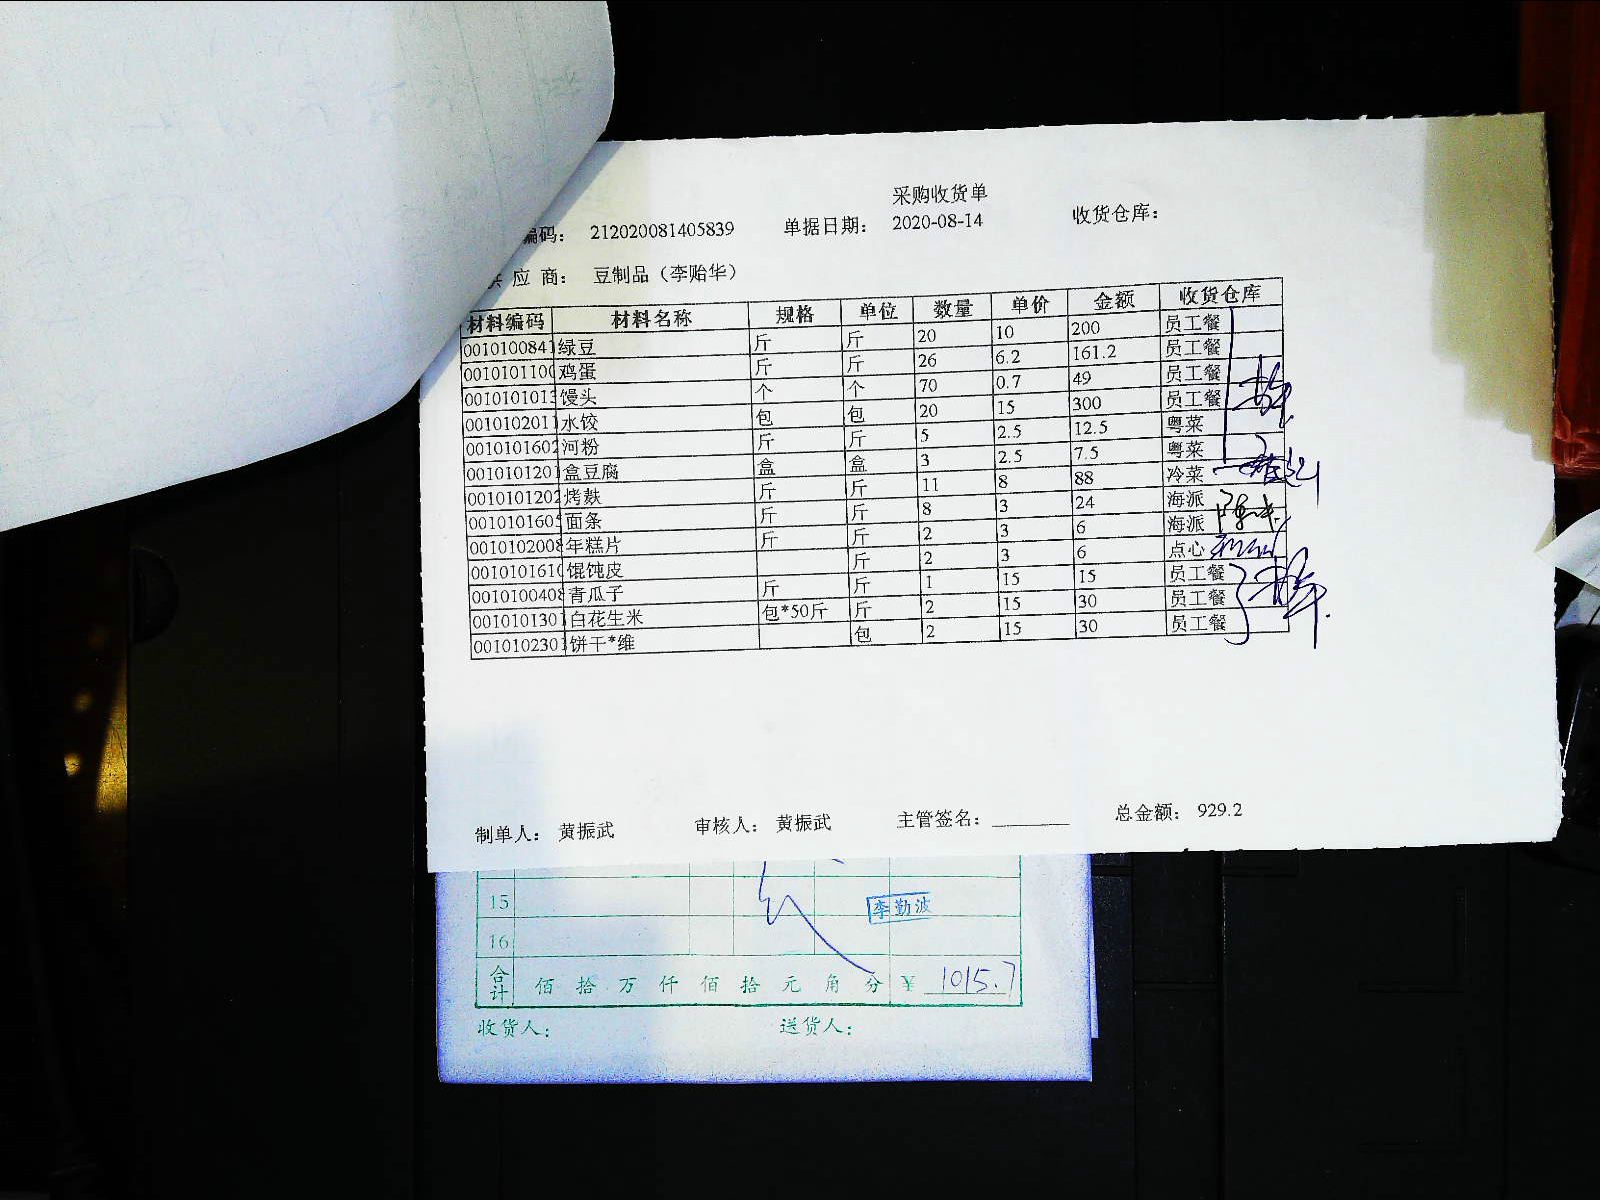 采购收货单
编码： 212020081405839 单据日期： 2020-08-14 收货仓库：
供 应 商： 豆制品（李贻华）
材料编码 材料名称 规格 单位 数量 单价 金额 收货仓库
0010100841 绿豆 斤 斤 20 10 200 员工餐
001010110 鸡蛋 斤 斤 26 6.2 161.2 员工餐
001010101 馒头 个 个 70 0.7 49 员工餐
001010201 水饺 包 包 20 15 300 员工餐
001010160 河粉 斤 斤 5 2.5 12.5 粤菜
001010120 盒豆腐 盒 盒 3 2.5 7.5 粤菜
001010120 烤麸 斤 斤 11 8 88 冷菜
001010160 面条 斤 斤 8 3 24 海派
001010200 年糕片 斤 斤 2 3 6 海派
001010161 馄饨皮 斤 2 3 6 点心
001010040 青瓜子 斤 斤 1 15 15 员工餐
001010130 白花生米 包*50斤 斤 2 15 30 员工餐
001010230 饼干*维 包 2 15 30 员工餐
制单人： 黄振武 审核人： 黄振武 主管签名： 总金额： 929.2
15 李勤波
16
合计 佰 拾 万 仟 佰 拾 元 角 分 ¥ 1015.7
收货人： 送货人：